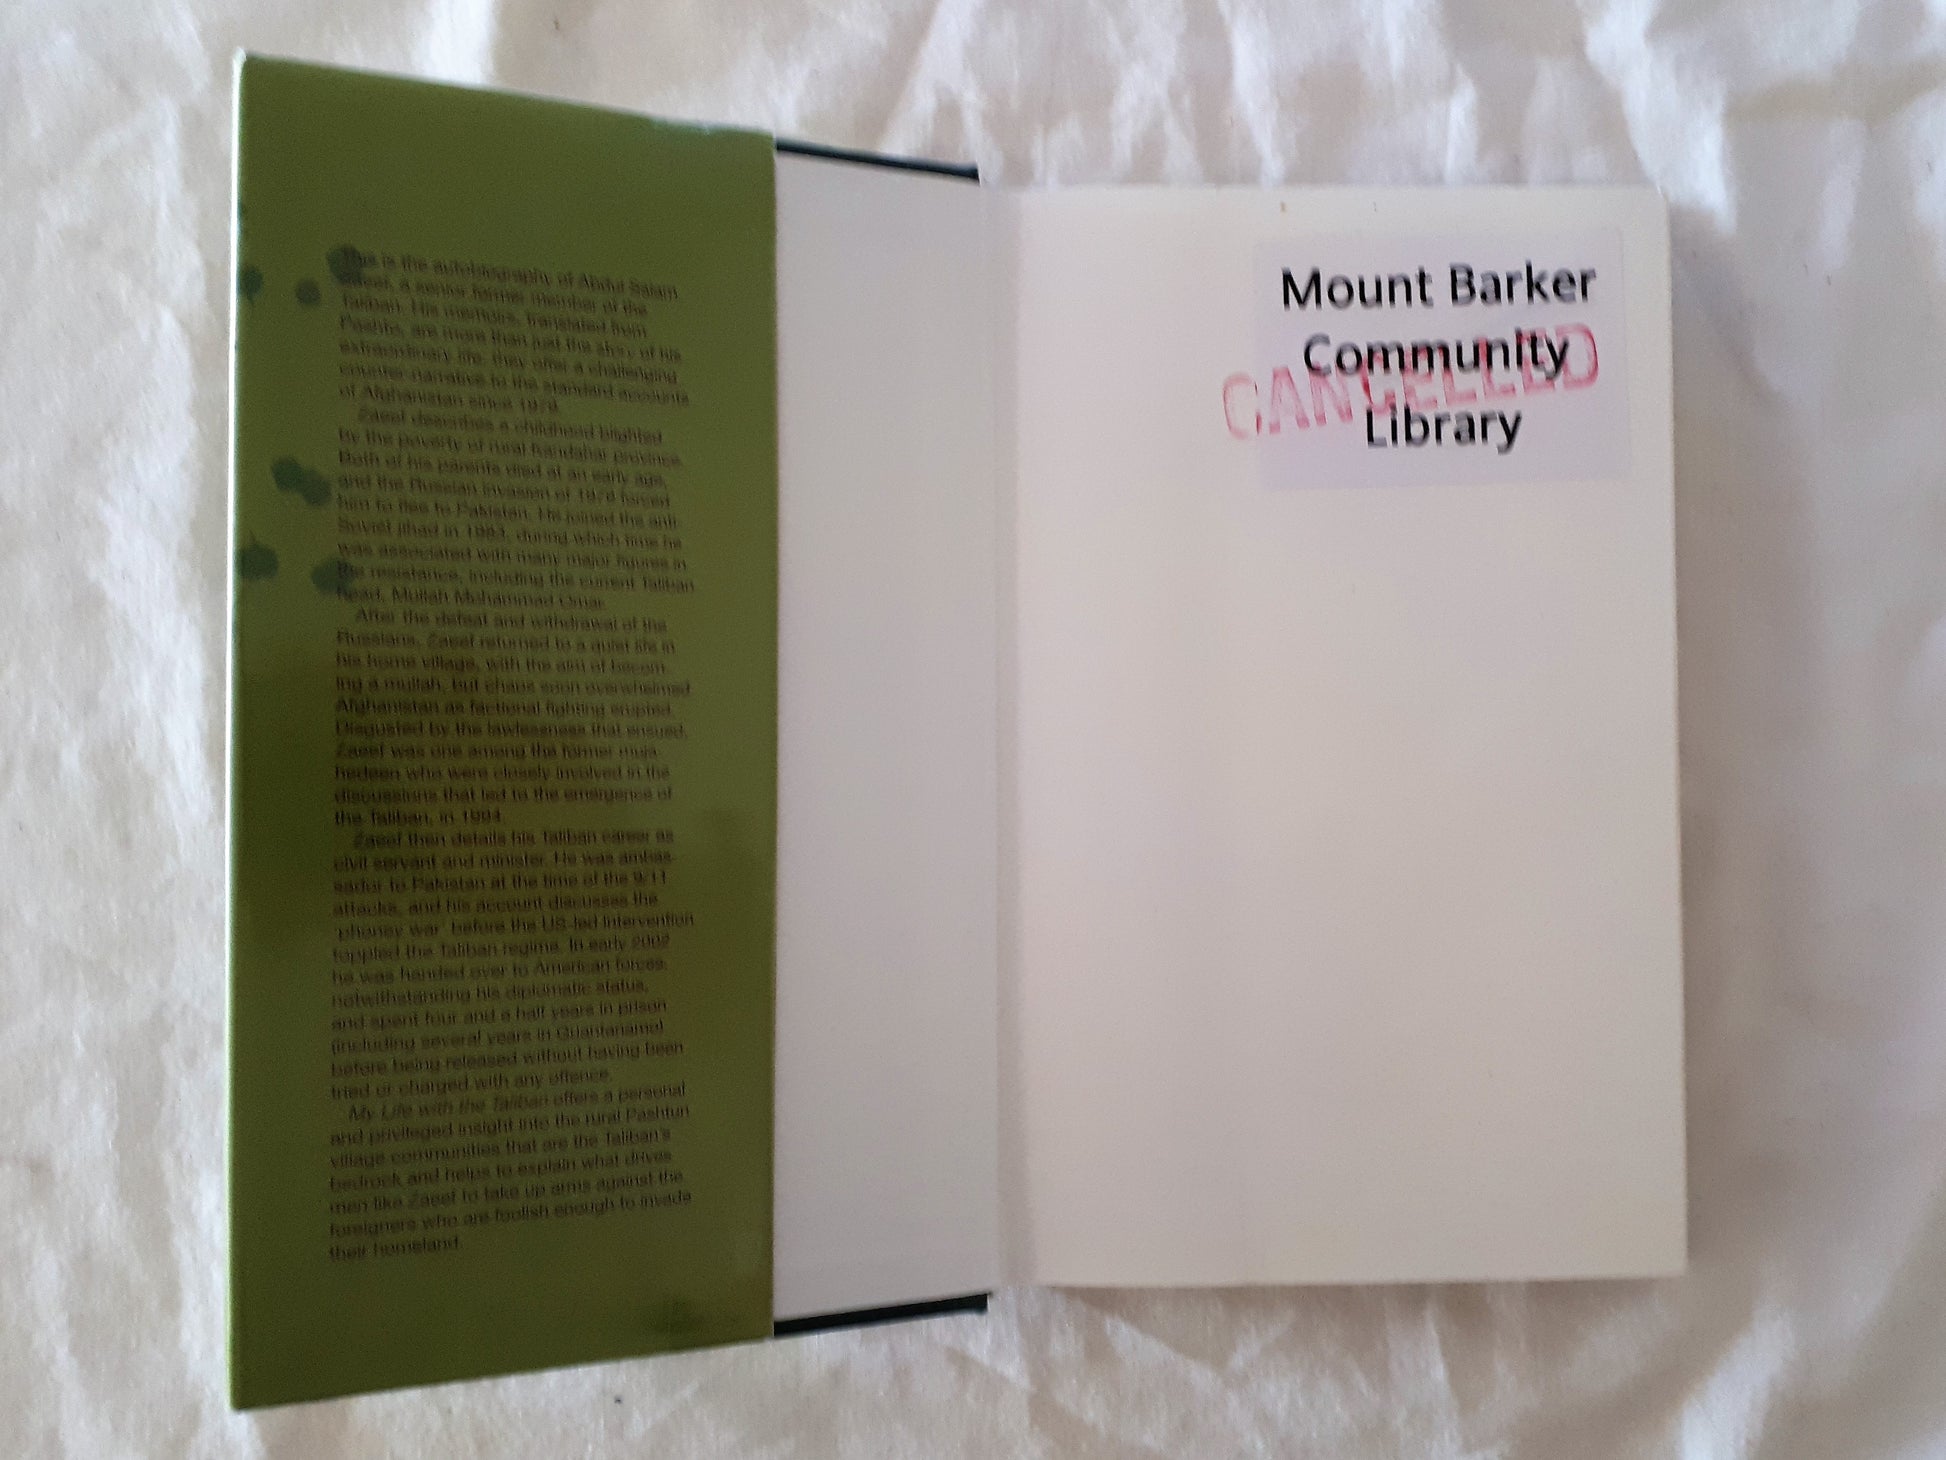 This is the autobiography of Abdul Salam
Zaeef, a senior former member of the
Taliban. His memoirs, translated from
Pashto, are more than just the story of his
extraordinary life: they offer a challenging
counter-narrative to the standard accounts
of Afghanistan since 1979.
Zaeef describes a childhood blighted
by the poverty of rural Kandahar province.
Both of his parents died at an early age,
and the Russian invasion of 1979 forced
him to flee to Pakistan. He joined the anti-
Soviet jihad in 1983, during which time he
was associated with many major figures in
the resistance, including the current Taliban
head, Mullah Mohammad Omar.
After the defeat and withdrawal of the
Russians, Zaeef returned to a quiet life in
his home village, with the aim of becom-
ing a mullah, but chaos soon overwhelmed
Afghanistan as factional fighting erupted.
Disgusted by the lawlessness that ensued,
Zaeef was one among the former muja-
hedeen who were closely involved in the
discussions that led to the emergence of
the Taliban, in 1994.
Zaeef then details his Taliban career as
civil servant and minister. He was ambas-
sador to Pakistan at the time of the 9/11
attacks, and his account discusses the
'phoney war' before the US-led intervention
toppled the Taliban regime. In early 2002
he was handed over to American forces,
notwithstanding his diplomatic status,
and spent four and a half years in prison
(including several years in Guantanamo)
before being released without having been
tried or charged with any offence.
My Life with the Taliban offers a personal
and privileged insight into the rural Pashtun
village communities that are the Taliban's
bedrock and helps to explain what drives
men like Zaeef to take up arms against the
foreigners who are foolish enough to invade
their homeland.
Mount Barker
Community
CANCELLED
Library